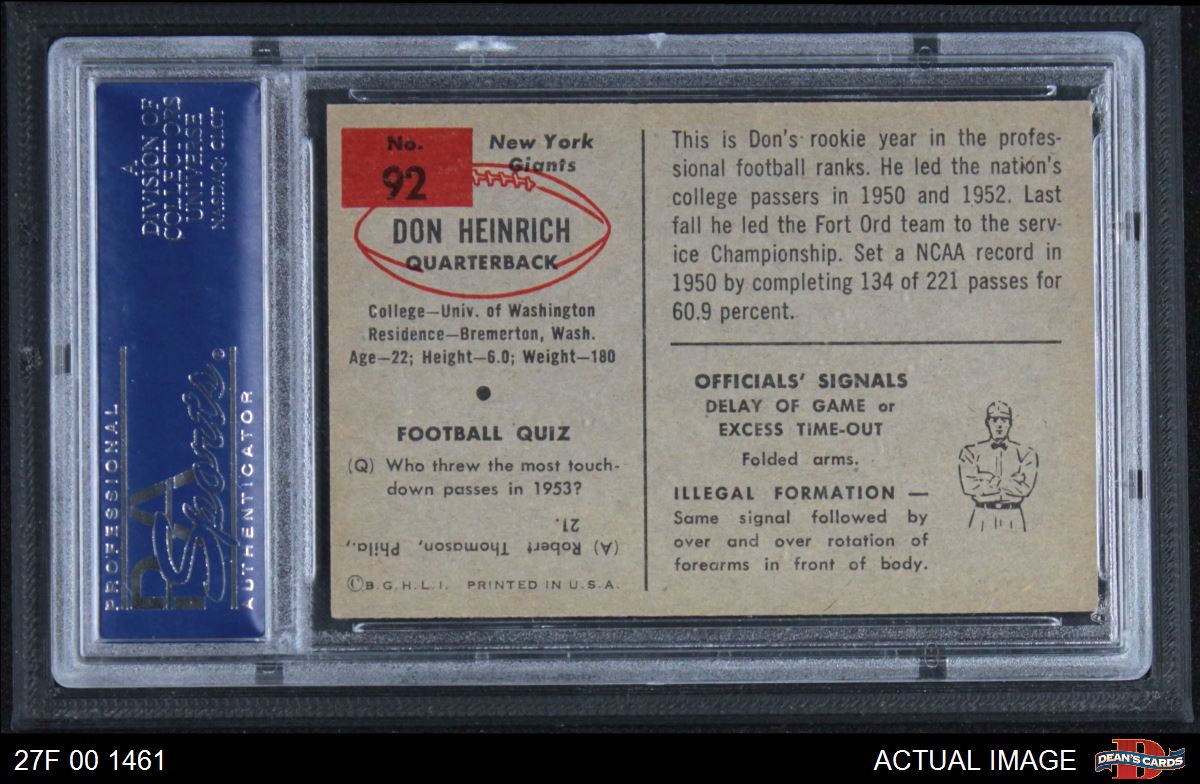 A
DIVISION OF
COLLECTORS
UNIVERSE
NASDAQ: CLCT
PROFESSIONAL
PSA
Sports
AUTHENTICATOR
No.
92
New York
Giants
DON HEINRICH
QUARTERBACK
College—Univ. of Washington
Residence—Bremerton, Wash.
Age—22; Height—6.0; Weight—180
FOOTBALL QUIZ
(Q) Who threw the most touch-
down passes in 1953?
(A) Robert Thomason, Phila.,
21.
©B.G.H.L.I. PRINTED IN U.S.A.
This is Don's rookie year in the profes-
sional football ranks. He led the nation's
college passers in 1950 and 1952. Last
fall he led the Fort Ord team to the serv-
ice Championship. Set a NCAA record in
1950 by completing 134 of 221 passes for
60.9 percent.
OFFICIALS' SIGNALS
DELAY OF GAME or
EXCESS TIME-OUT
Folded arms.
ILLEGAL FORMATION —
Same signal followed by
over and over rotation of
forearms in front of body.
27F 00 1461
ACTUAL IMAGE
D
DEAN'S CARDS